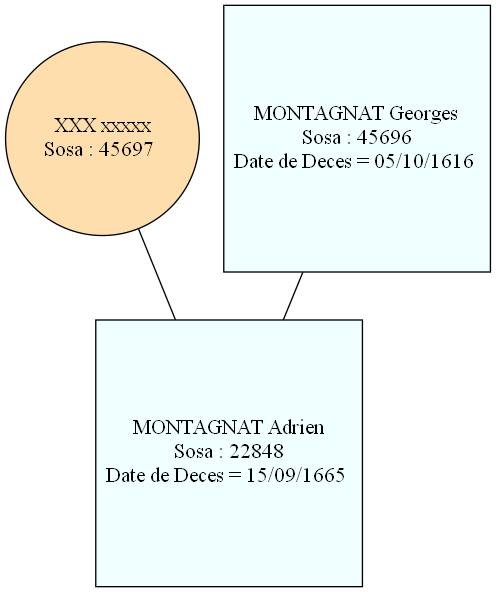 XXX xxxxx
Sosa : 45697
MONTAGNAT Georges
Sosa : 45696
Date de Deces = 05/10/1616
MONTAGNAT Adrien
Sosa : 22848
Date de Deces = 15/09/1665